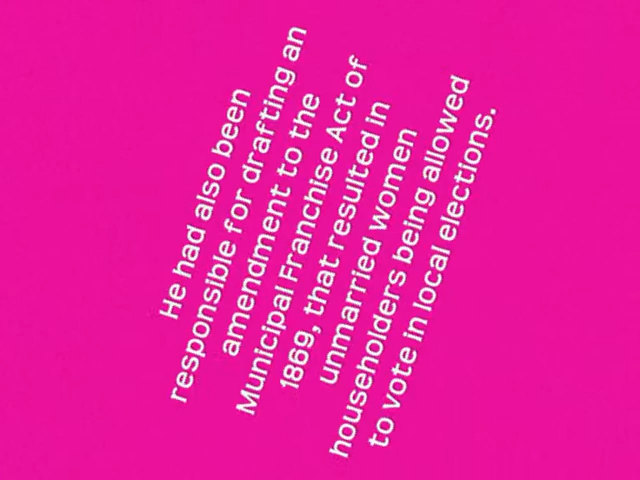 He had also been
responsible for drafting an
amendment to the
Municipal Franchise Act of
1869, that resulted in
unmarried women
householders being allowed
to vote in local elections.